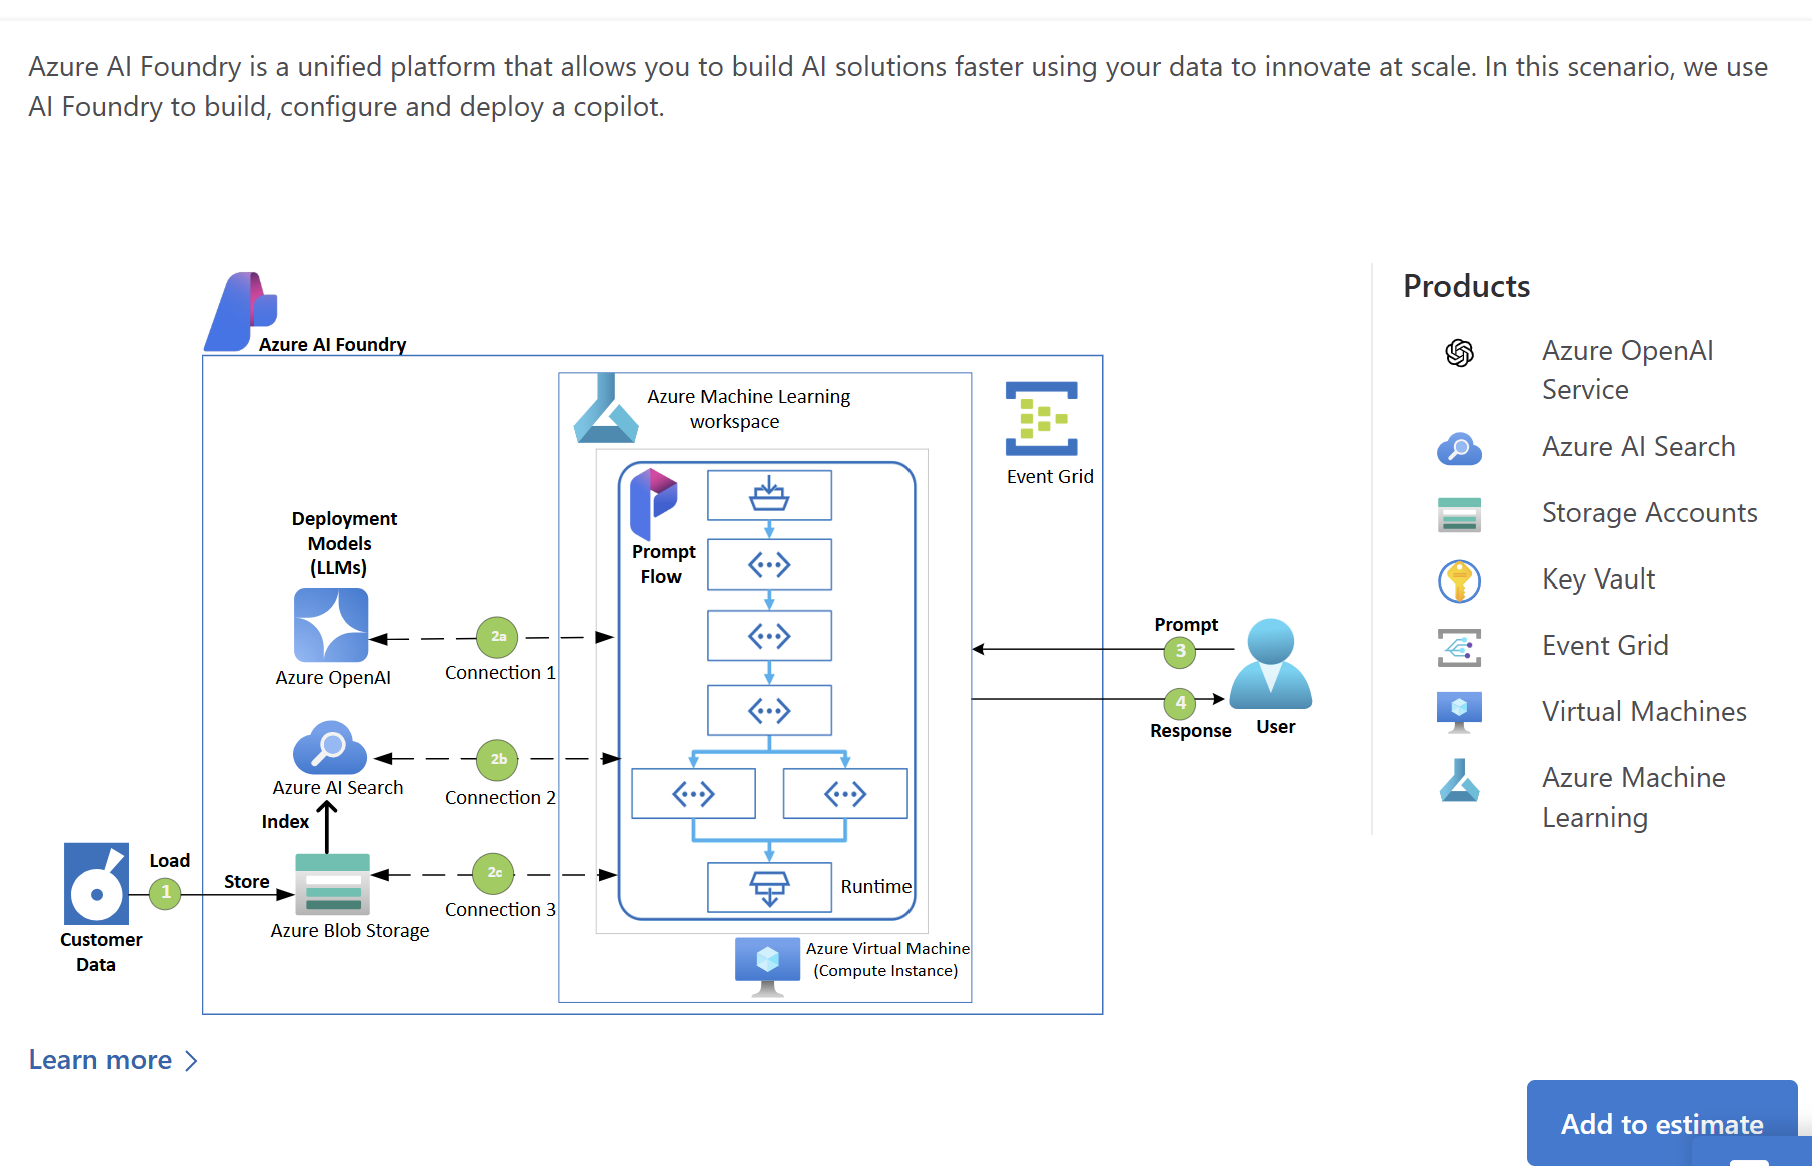 Azure AI Foundry is a unified platform that allows you to build AI solutions faster using your data to innovate at scale. In this scenario, we use
AI Foundry to build, configure and deploy a copilot.
Azure AI Foundry
Azure Machine Learning
workspace
Event Grid
Prompt
Flow
Deployment
Models
(LLMs)
Azure OpenAI
2a
Connection 1
Azure AI Search
2b
Connection 2
Index
Customer
Data
Load
1
Store
Azure Blob Storage
2c
Connection 3
Runtime
Azure Virtual Machine
(Compute Instance)
Prompt
3
4
Response
User
Products
Azure OpenAI
Service
Azure AI Search
Storage Accounts
Key Vault
Event Grid
Virtual Machines
Azure Machine
Learning
Learn more
Add to estimate